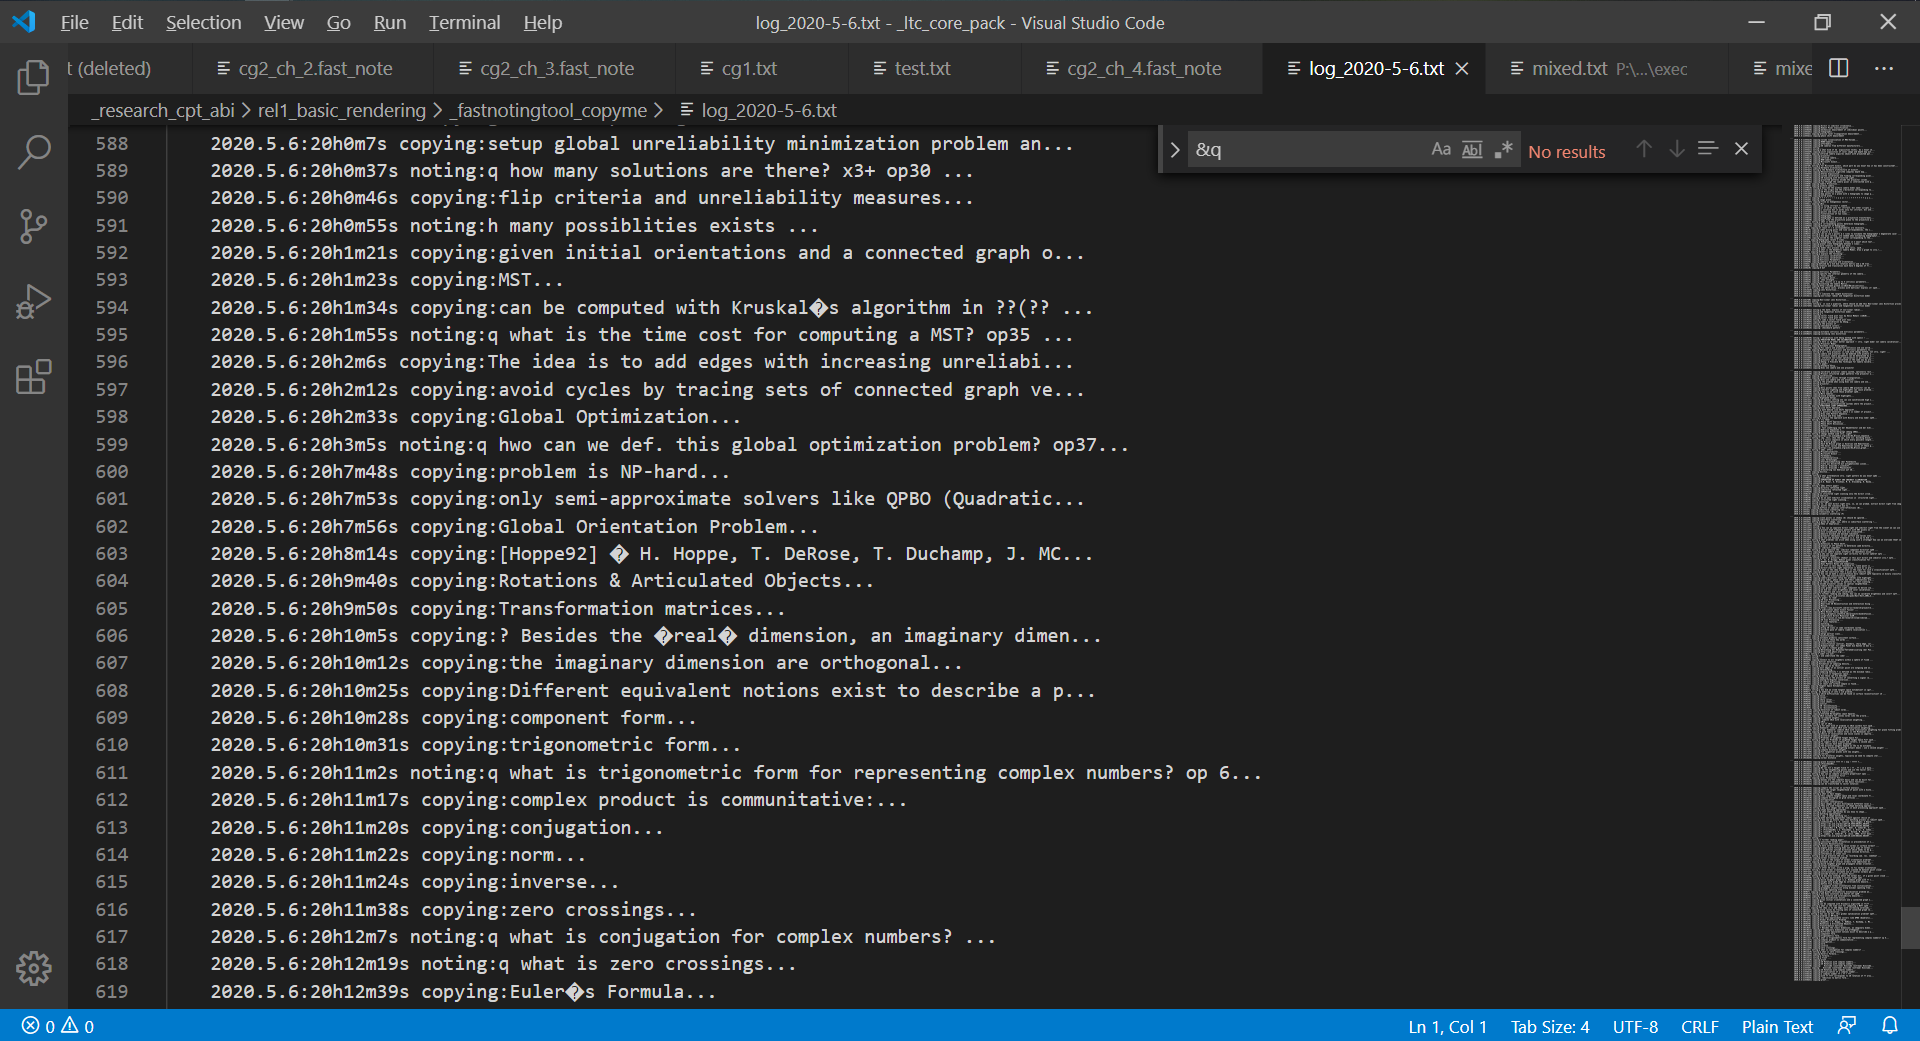 File Edit Selection View Go Run Terminal Help log_2020-5-6.txt - _ltc_core_pack - Visual Studio Code
t (deleted) cg2_ch_2.fast_note cg2_ch_3.fast_note cg1.txt test.txt cg2_ch_4.fast_note log_2020-5-6.txt mixed.txt P:\...\exec mixe
_research_cpt_abi > rel1_basic_rendering > _fastnotingtool_copyme > log_2020-5-6.txt
&q Aa Abl .* No results
588 2020.5.6:20h0m7s copying:setup global unreliability minimization problem an...
589 2020.5.6:20h0m37s noting:q how many solutions are there? x3+ op30 ...
590 2020.5.6:20h0m46s copying:flip criteria and unreliability measures...
591 2020.5.6:20h0m55s noting:h many possiblities exists ...
592 2020.5.6:20h1m21s copying:given initial orientations and a connected graph o...
593 2020.5.6:20h1m23s copying:MST...
594 2020.5.6:20h1m34s copying:can be computed with Kruskal�s algorithm in ??(?? ...
595 2020.5.6:20h1m55s noting:q what is the time cost for computing a MST? op35 ...
596 2020.5.6:20h2m6s copying:The idea is to add edges with increasing unreliabi...
597 2020.5.6:20h2m12s copying:avoid cycles by tracing sets of connected graph ve...
598 2020.5.6:20h2m33s copying:Global Optimization...
599 2020.5.6:20h3m5s noting:q hwo can we def. this global optimization problem? op37...
600 2020.5.6:20h7m48s copying:problem is NP-hard...
601 2020.5.6:20h7m53s copying:only semi-approximate solvers like QPBO (Quadratic...
602 2020.5.6:20h7m56s copying:Global Orientation Problem...
603 2020.5.6:20h8m14s copying:[Hoppe92] � H. Hoppe, T. DeRose, T. Duchamp, J. MC...
604 2020.5.6:20h9m40s copying:Rotations & Articulated Objects...
605 2020.5.6:20h9m50s copying:Transformation matrices...
606 2020.5.6:20h10m5s copying:? Besides the �real� dimension, an imaginary dimen...
607 2020.5.6:20h10m12s copying:the imaginary dimension are orthogonal...
608 2020.5.6:20h10m25s copying:Different equivalent notions exist to describe a p...
609 2020.5.6:20h10m28s copying:component form...
610 2020.5.6:20h10m31s copying:trigonometric form...
611 2020.5.6:20h11m2s noting:q what is trigonometric form for representing complex numbers? op 6...
612 2020.5.6:20h11m17s copying:complex product is communitative:...
613 2020.5.6:20h11m20s copying:conjugation...
614 2020.5.6:20h11m22s copying:norm...
615 2020.5.6:20h11m24s copying:inverse...
616 2020.5.6:20h11m38s copying:zero crossings...
617 2020.5.6:20h12m7s noting:q what is conjugation for complex numbers? ...
618 2020.5.6:20h12m19s noting:q what is zero crossings...
619 2020.5.6:20h12m39s copying:Euler�s Formula...
0 0 Ln 1, Col 1 Tab Size: 4 UTF-8 CRLF Plain Text